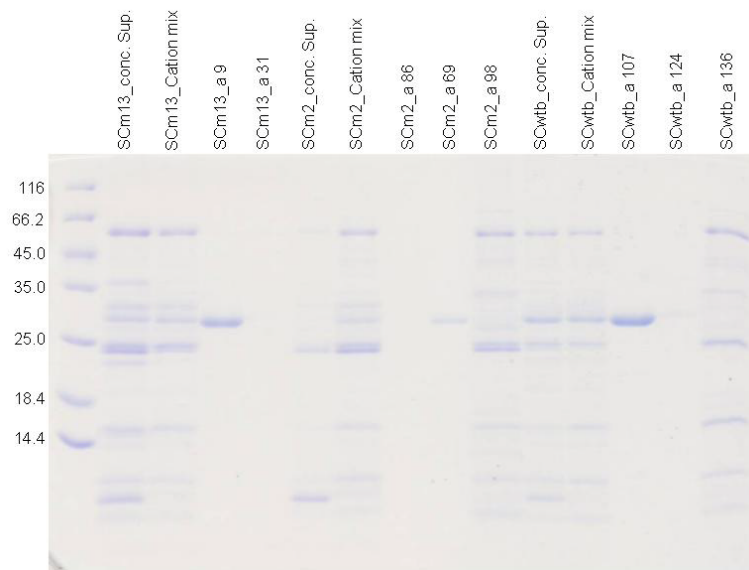 SCm13_conc. Sup.
SCm13_Cation mix
SCm13_a 9
SCm13_a 31
SCm2_conc. Sup.
SCm2_Cation mix
SCm2_a 86
SCm2_a 69
SCm2_a 98
SCwtb_conc. Sup.
SCwtb_Cation mix
SCwtb_a 107
SCwtb_a 124
SCwtb_a 136
116
66.2
45.0
35.0
25.0
18.4
14.4